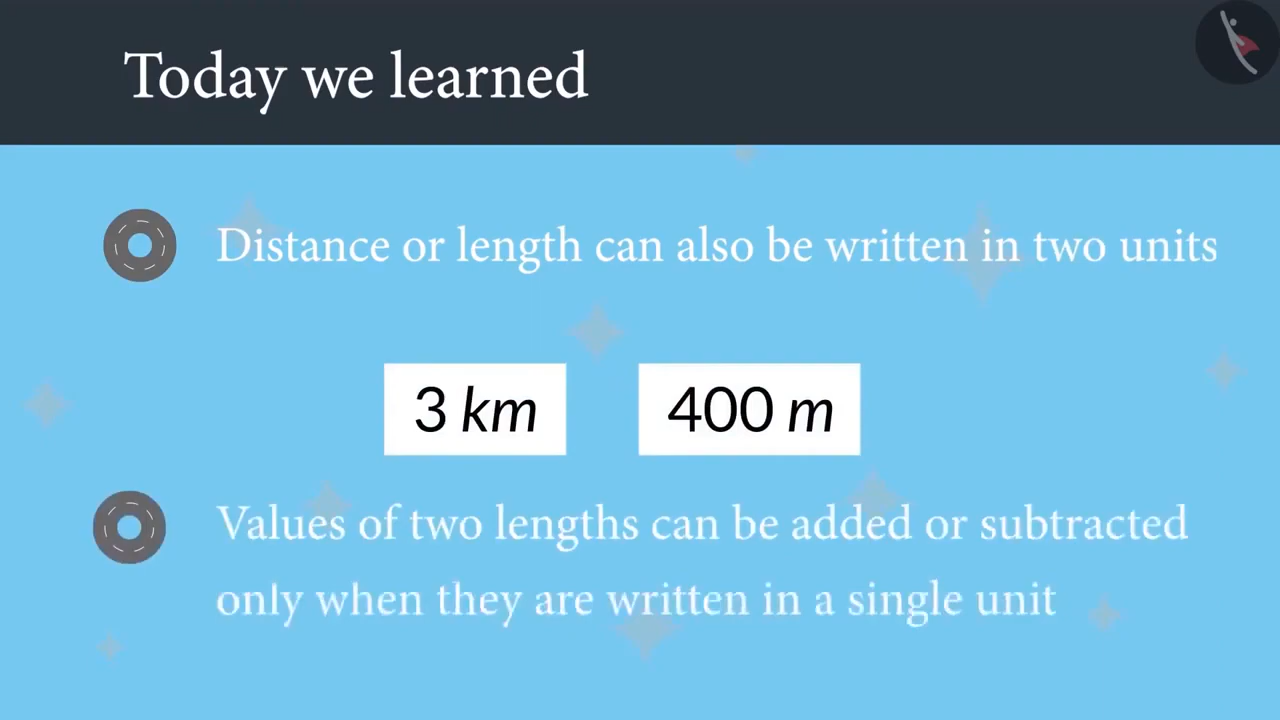 Today we learned
Distance or length can also be written in two units
3 km 400 m
Values of two lengths can be added or subtracted
only when they are written in a single unit